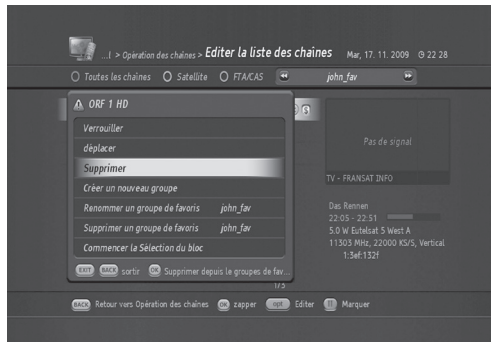 ...! > Opération des chaînes > Editer la liste des chaînes Mar, 17. 11. 2009 22 28
Toutes les chaînes Satellite FTA/CAS john_fav
ORF 1 HD
Verrouiller
déplacer
Supprimer
Créer un nouveau groupe
Renommer un groupe de favoris john_fav
Supprimer un groupe de favoris john_fav
Commencer la Sélection du bloc
EXIT BACK sortir OK Supprimer depuis le groupes de fav...
$
Pas de signal
TV - FRANSAT INFO
Das Rennen
22:05 - 22:51
5.0 W Eutelsat 5 West A
11303 MHz, 22000 KS/S, Vertical
1:3ef:132f
1/3
BACK Retour vers Opération des chaînes OK zapper opt Editer Marquer